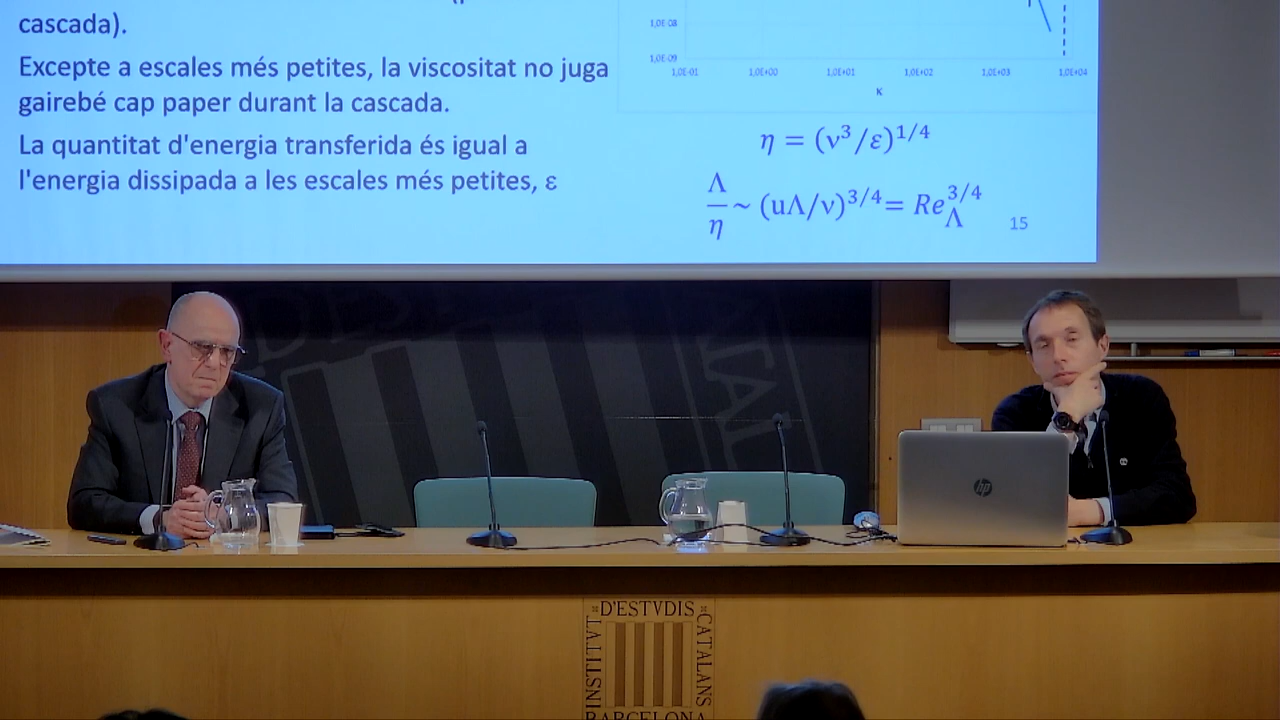 cascada).
Excepte a escales més petites, la viscositat no juga
gairebé cap paper durant la cascada.
La quantitat d'energia transferida és igual a
l'energia dissipada a les escales més petites, ε
1,0E-08
1,0E-09
1,0E-01 1,0E+00 1,0E+01 1,0E+02 1,0E+03 1,0E+04
κ
η = (ν³/ε)^1/4
Λ/η ~ (uΛ/ν)^3/4 = Re_Λ^3/4
15
hp
INSTITVT
D'ESTVDIS
CATALANS
BARCELONA